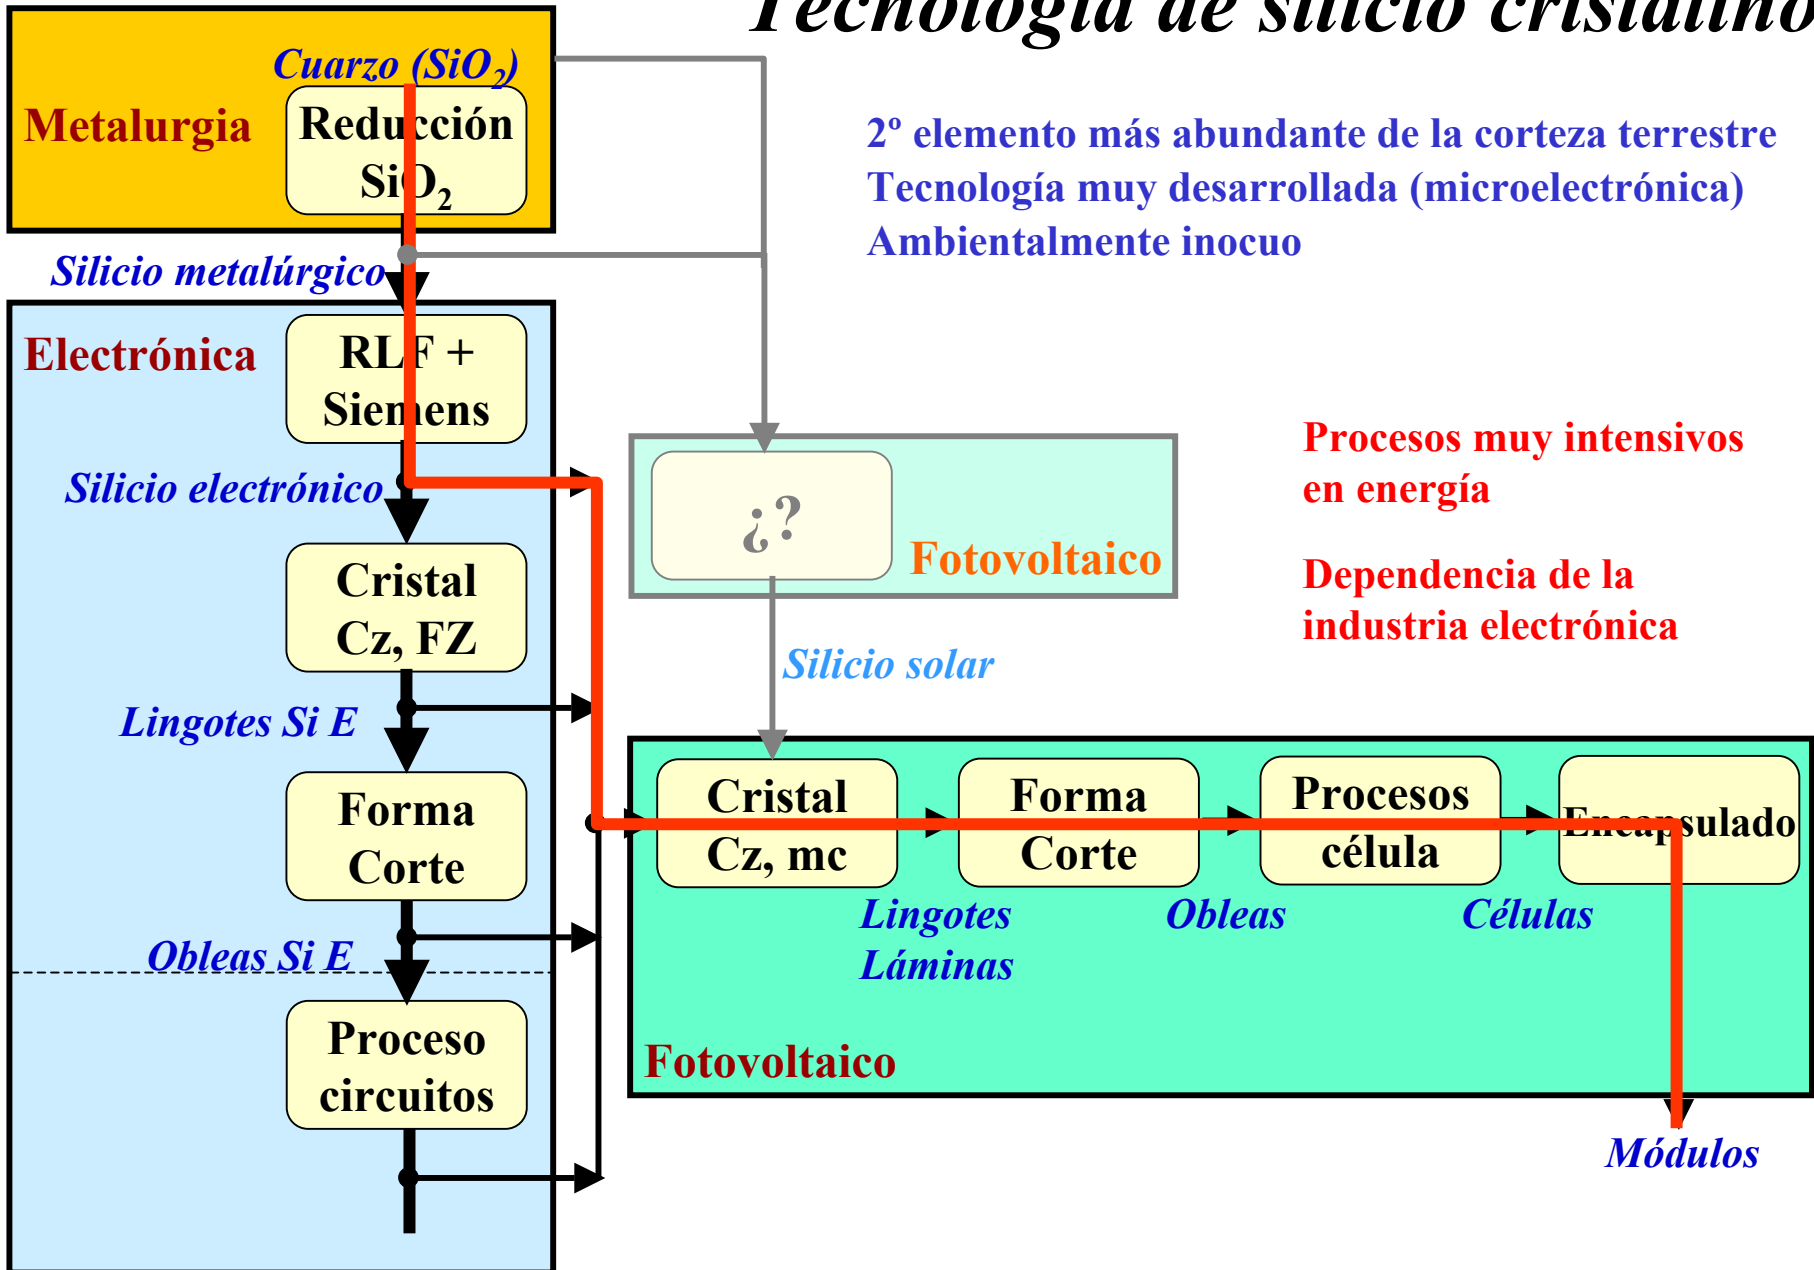 Tecnología de silicio cristalino
Cuarzo (SiO₂)
Metalurgia
Reducción
SiO₂
2º elemento más abundante de la corteza terrestre
Tecnología muy desarrollada (microelectrónica)
Ambientalmente inocuo
Silicio metalúrgico
Electrónica
RLF +
Siemens
Silicio electrónico
¿?
Fotovoltaico
Procesos muy intensivos
en energía
Dependencia de la
industria electrónica
Cristal
Cz, FZ
Silicio solar
Lingotes Si E
Forma
Corte
Cristal
Cz, mc
Forma
Corte
Procesos
célula
Encapsulado
Lingotes
Láminas
Obleas
Células
Obleas Si E
Proceso
circuitos
Fotovoltaico
Módulos